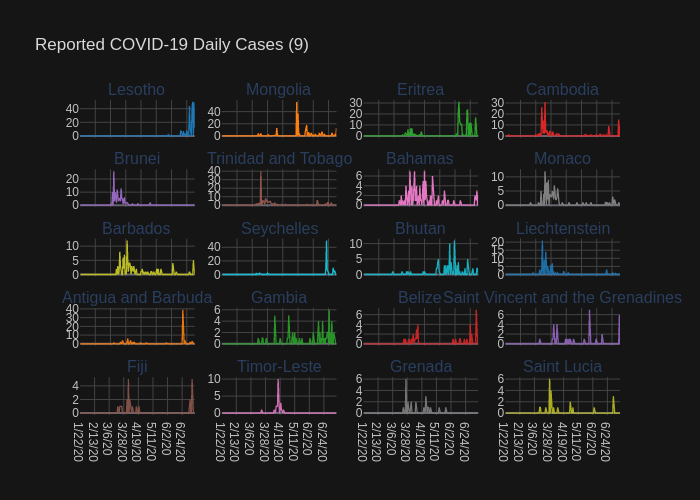 Reported COVID-19 Daily Cases (9)
Lesotho Mongolia Eritrea Cambodia
40 20 0
40 20 0
30 20 10 0
30 20 10 0
Brunei Trinidad and Tobago Bahamas Monaco
20 10 0
40 30 20 10 0
6 4 2 0
10 5 0
Barbados Seychelles Bhutan Liechtenstein
10 5 0
40 20 0
10 5 0
20 15 10 5 0
Antigua and Barbuda Gambia Belize Saint Vincent and the Grenadines
40 30 20 10 0
6 4 2 0
6 4 2 0
6 4 2 0
Fiji Timor-Leste Grenada Saint Lucia
4 2 0
10 5 0
6 4 2 0
6 4 2 0
1/22/20 2/13/20 3/6/20 3/28/20 4/19/20 5/11/20 6/2/20 6/24/20
1/22/20 2/13/20 3/6/20 3/28/20 4/19/20 5/11/20 6/2/20 6/24/20
1/22/20 2/13/20 3/6/20 3/28/20 4/19/20 5/11/20 6/2/20 6/24/20
1/22/20 2/13/20 3/6/20 3/28/20 4/19/20 5/11/20 6/2/20 6/24/20